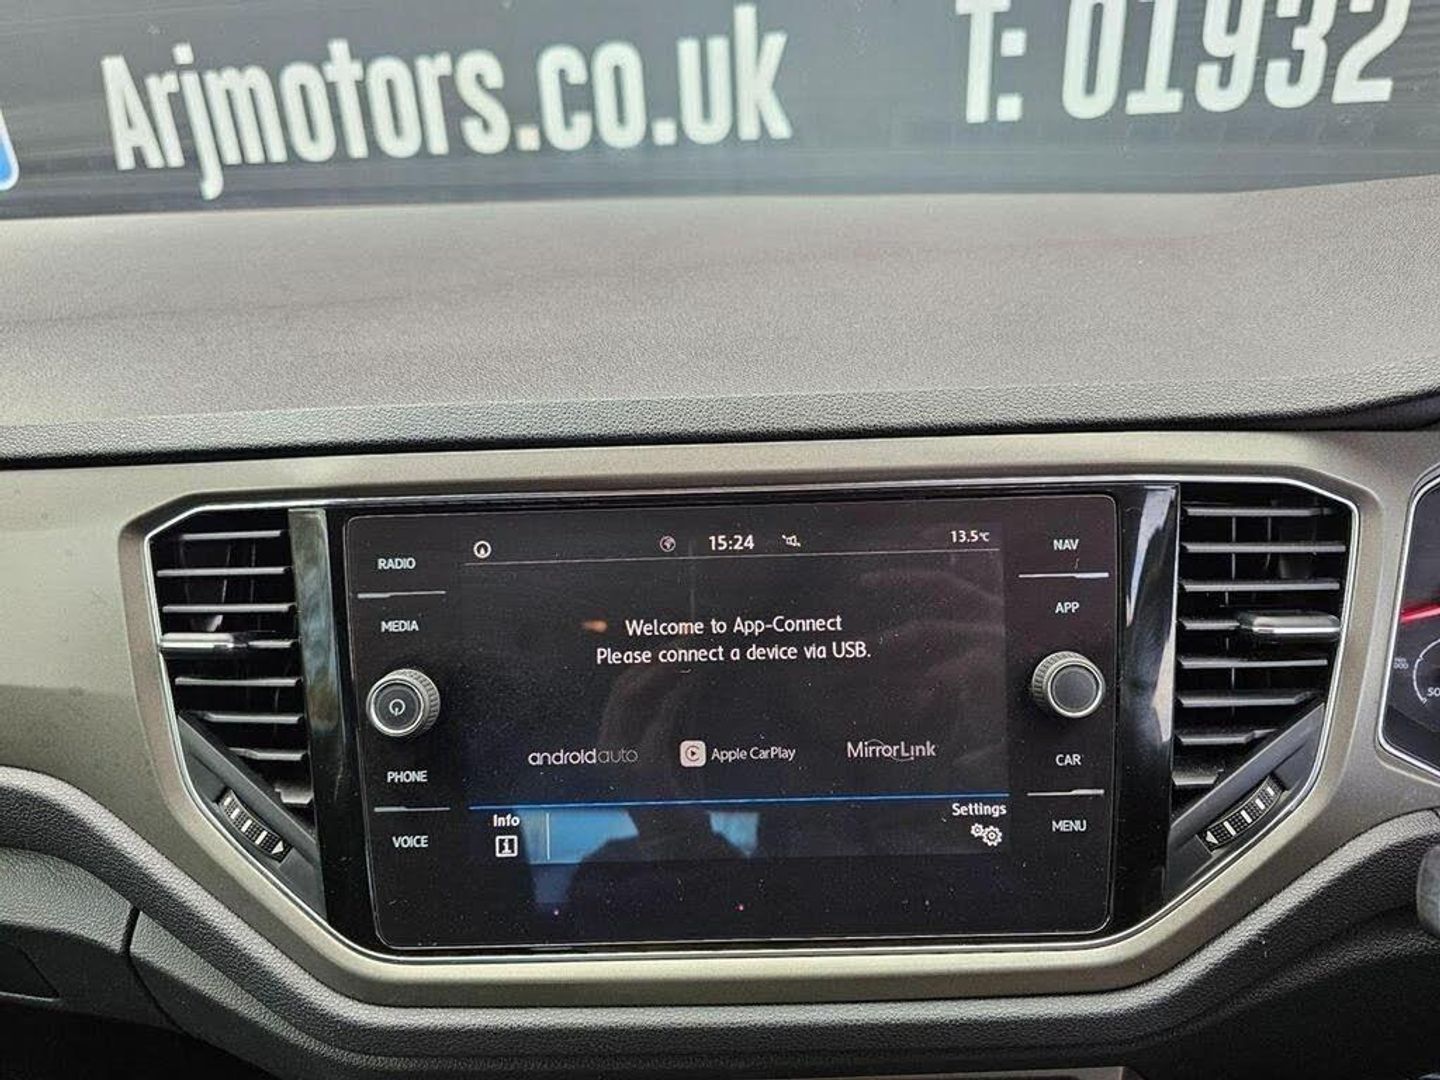 Arjmotors.co.uk T: 01932
RADIO
MEDIA
PHONE
VOICE
15:24
13.5°C
Welcome to App-Connect
Please connect a device via USB.
androidauto
Apple CarPlay
MirrorLink
Info
Settings
NAV
APP
CAR
MENU